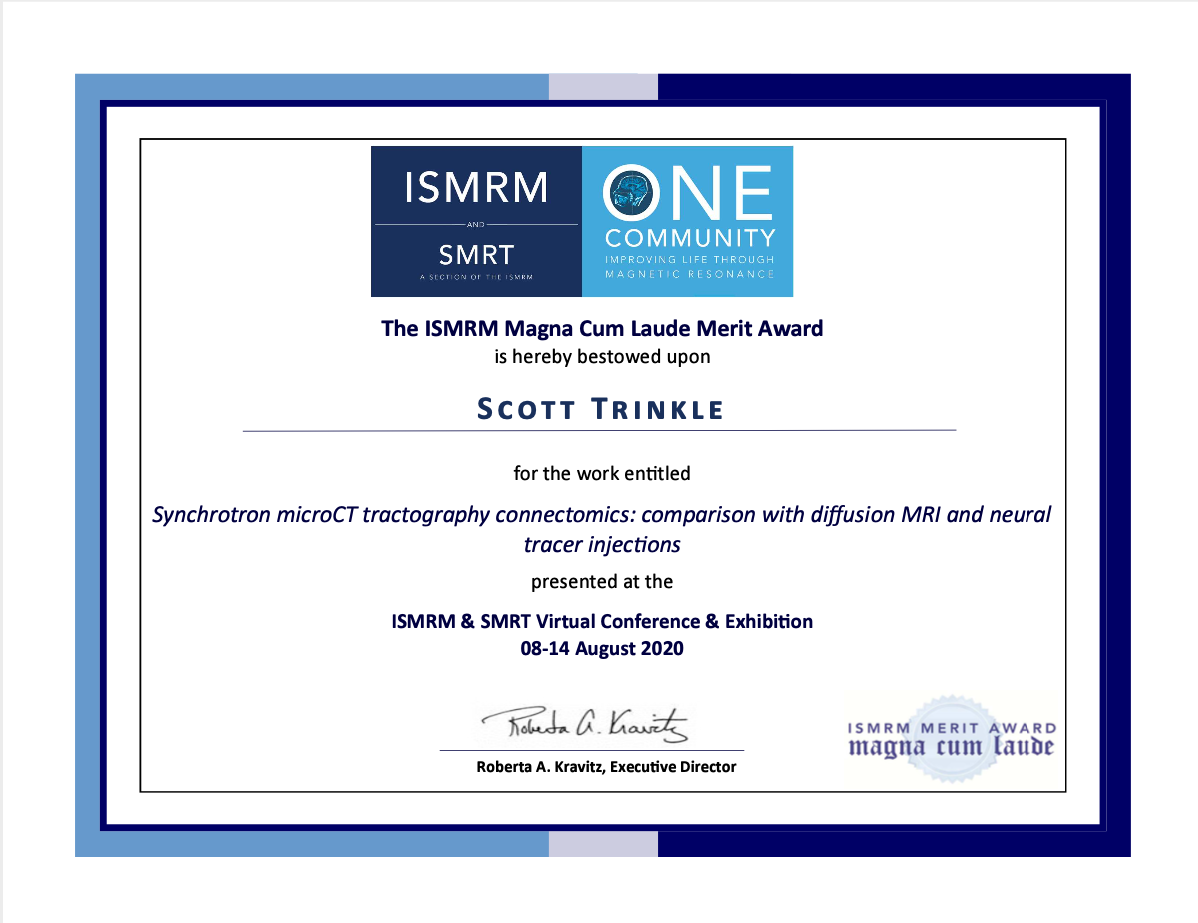 ISMRM
AND
SMRT
A SECTION OF THE ISMRM
ONE
COMMUNITY
IMPROVING LIFE THROUGH
MAGNETIC RESONANCE
The ISMRM Magna Cum Laude Merit Award
is hereby bestowed upon
SCOTT TRINKLE
for the work entitled
Synchrotron microCT tractography connectomics: comparison with diffusion MRI and neural
tracer injections
presented at the
ISMRM & SMRT Virtual Conference & Exhibition
08-14 August 2020
Roberta A. Kravitz
Roberta A. Kravitz, Executive Director
ISMRM MERIT AWARD
magna cum laude